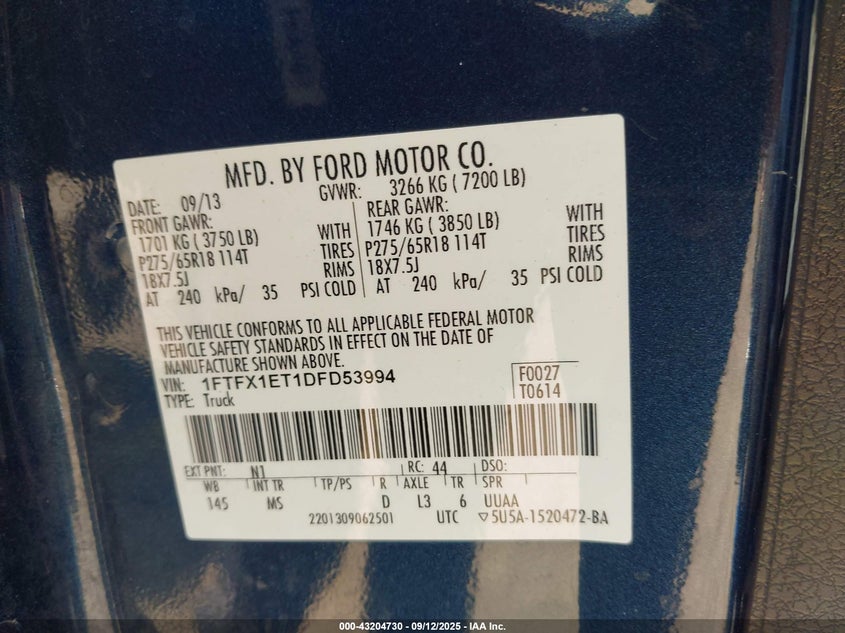 MFD. BY FORD MOTOR CO.
DATE: 09/13 GVWR: 3266 KG ( 7200 LB)
FRONT GAWR: REAR GAWR:
1701 KG ( 3750 LB) WITH 1746 KG ( 3850 LB) WITH
P275/65R18 114T TIRES P275/65R18 114T TIRES
18X7.5J RIMS 18X7.5J RIMS
AT 240 kPa/ 35 PSI COLD AT 240 kPa/ 35 PSI COLD
THIS VEHICLE CONFORMS TO ALL APPLICABLE FEDERAL MOTOR
VEHICLE SAFETY STANDARDS IN EFFECT ON THE DATE OF
MANUFACTURE SHOWN ABOVE.
VIN: 1FTFX1ET1DFD53994 F0027
TYPE: Truck T0614
EXT PNT: N1 RC: 44 DSO:
WB INT TR TP/PS R AXLE TR SPR
145 MS D L3 6 UUAA
2201309062501 UTC ▽5U5A-1520472-BA
000-43204730 - 09/12/2025 - IAA Inc.